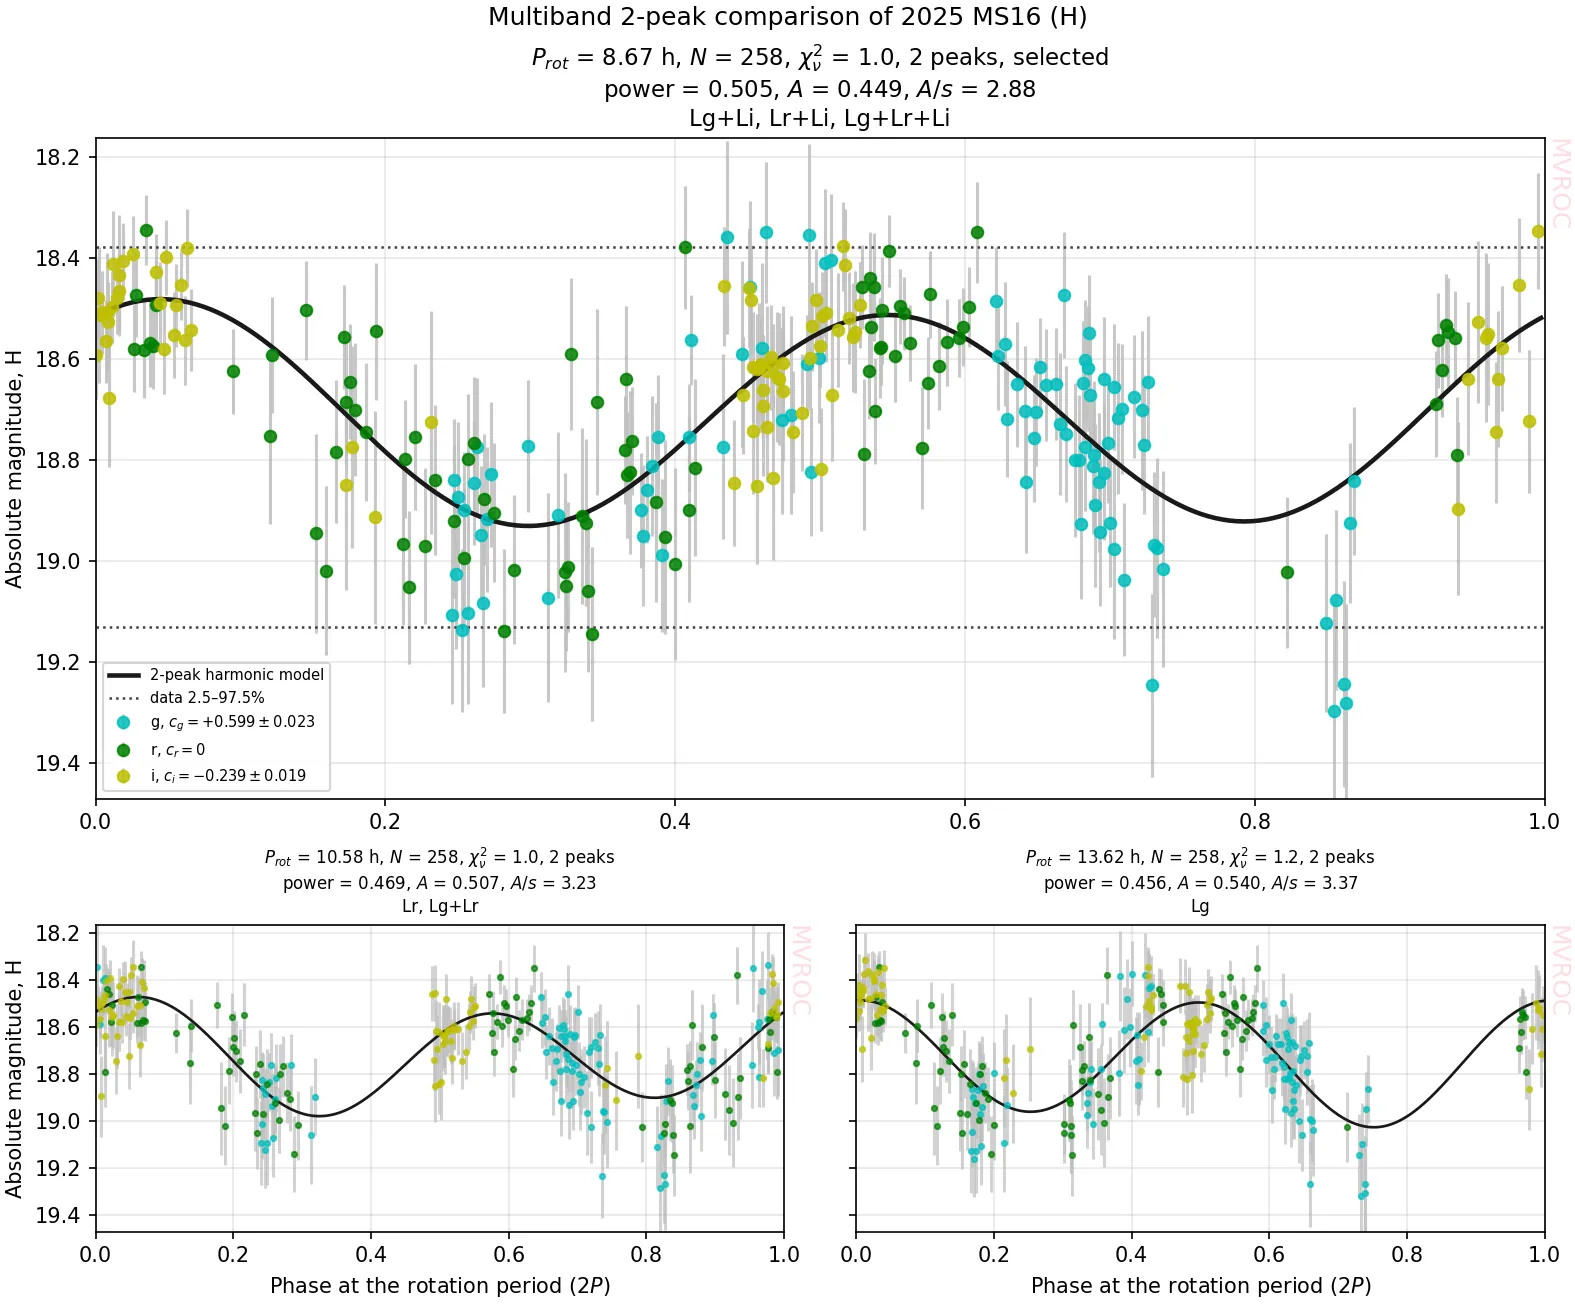 Multiband 2-peak comparison of 2025 MS16 (H)
P_rot = 8.67 h, N = 258, χ²_ν = 1.0, 2 peaks, selected
power = 0.505, A = 0.449, A/s = 2.88
Lg+Li, Lr+Li, Lg+Lr+Li
18.2
18.4
18.6
18.8
19.0
19.2
19.4
Absolute magnitude, H
MVROC
2-peak harmonic model
data 2.5–97.5%
g, c_g = +0.599 ± 0.023
r, c_r = 0
i, c_i = −0.239 ± 0.019
0.0 0.2 0.4 0.6 0.8 1.0
P_rot = 10.58 h, N = 258, χ²_ν = 1.0, 2 peaks
power = 0.469, A = 0.507, A/s = 3.23
Lr, Lg+Lr
18.2
18.4
18.6
18.8
19.0
19.2
19.4
Absolute magnitude, H
MVROC
0.0 0.2 0.4 0.6 0.8 1.0
Phase at the rotation period (2P)
P_rot = 13.62 h, N = 258, χ²_ν = 1.2, 2 peaks
power = 0.456, A = 0.540, A/s = 3.37
Lg
MVROC
0.0 0.2 0.4 0.6 0.8 1.0
Phase at the rotation period (2P)